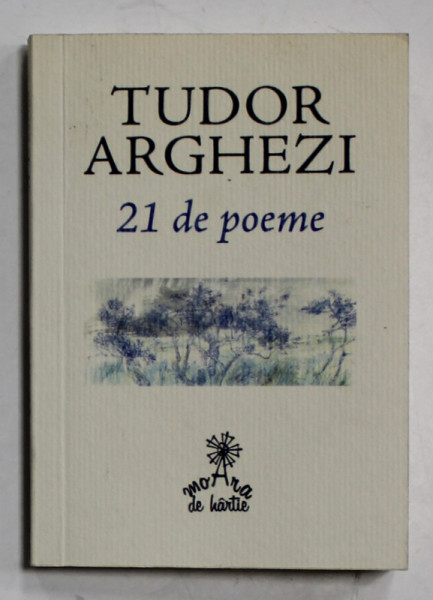 TUDOR
ARGHEZI
21 de poeme
moAra
de hârtie